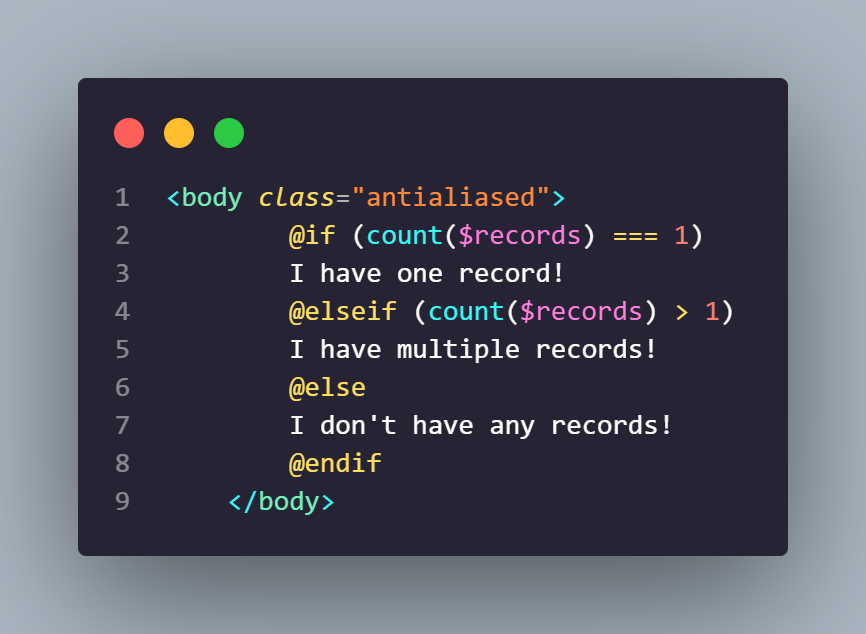 1 <body class="antialiased">
2 @if (count($records) === 1)
3 I have one record!
4 @elseif (count($records) > 1)
5 I have multiple records!
6 @else
7 I don't have any records!
8 @endif
9 </body>